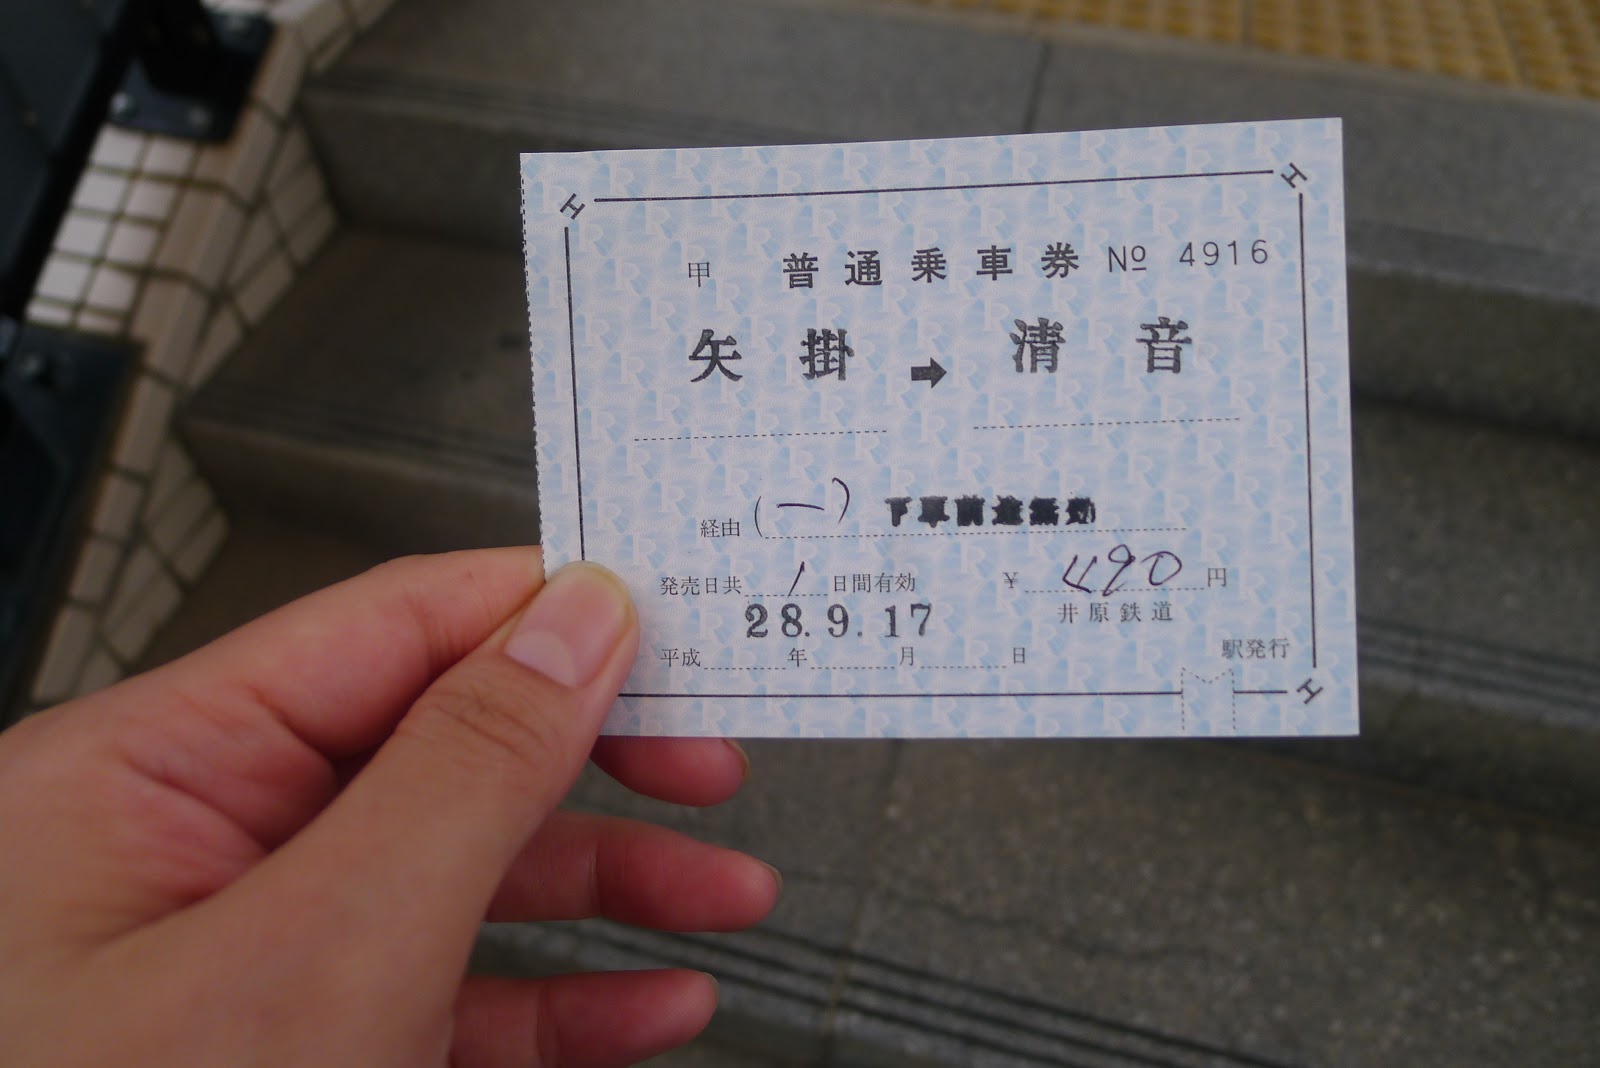 甲 普通乗車券 Nº 4916
矢掛 ➡ 清音
経由 (一) 下車前途無効
発売日共 1 日間有効 ¥ 490 円
28.9.17 井原鉄道
平成 年 月 日 駅発行